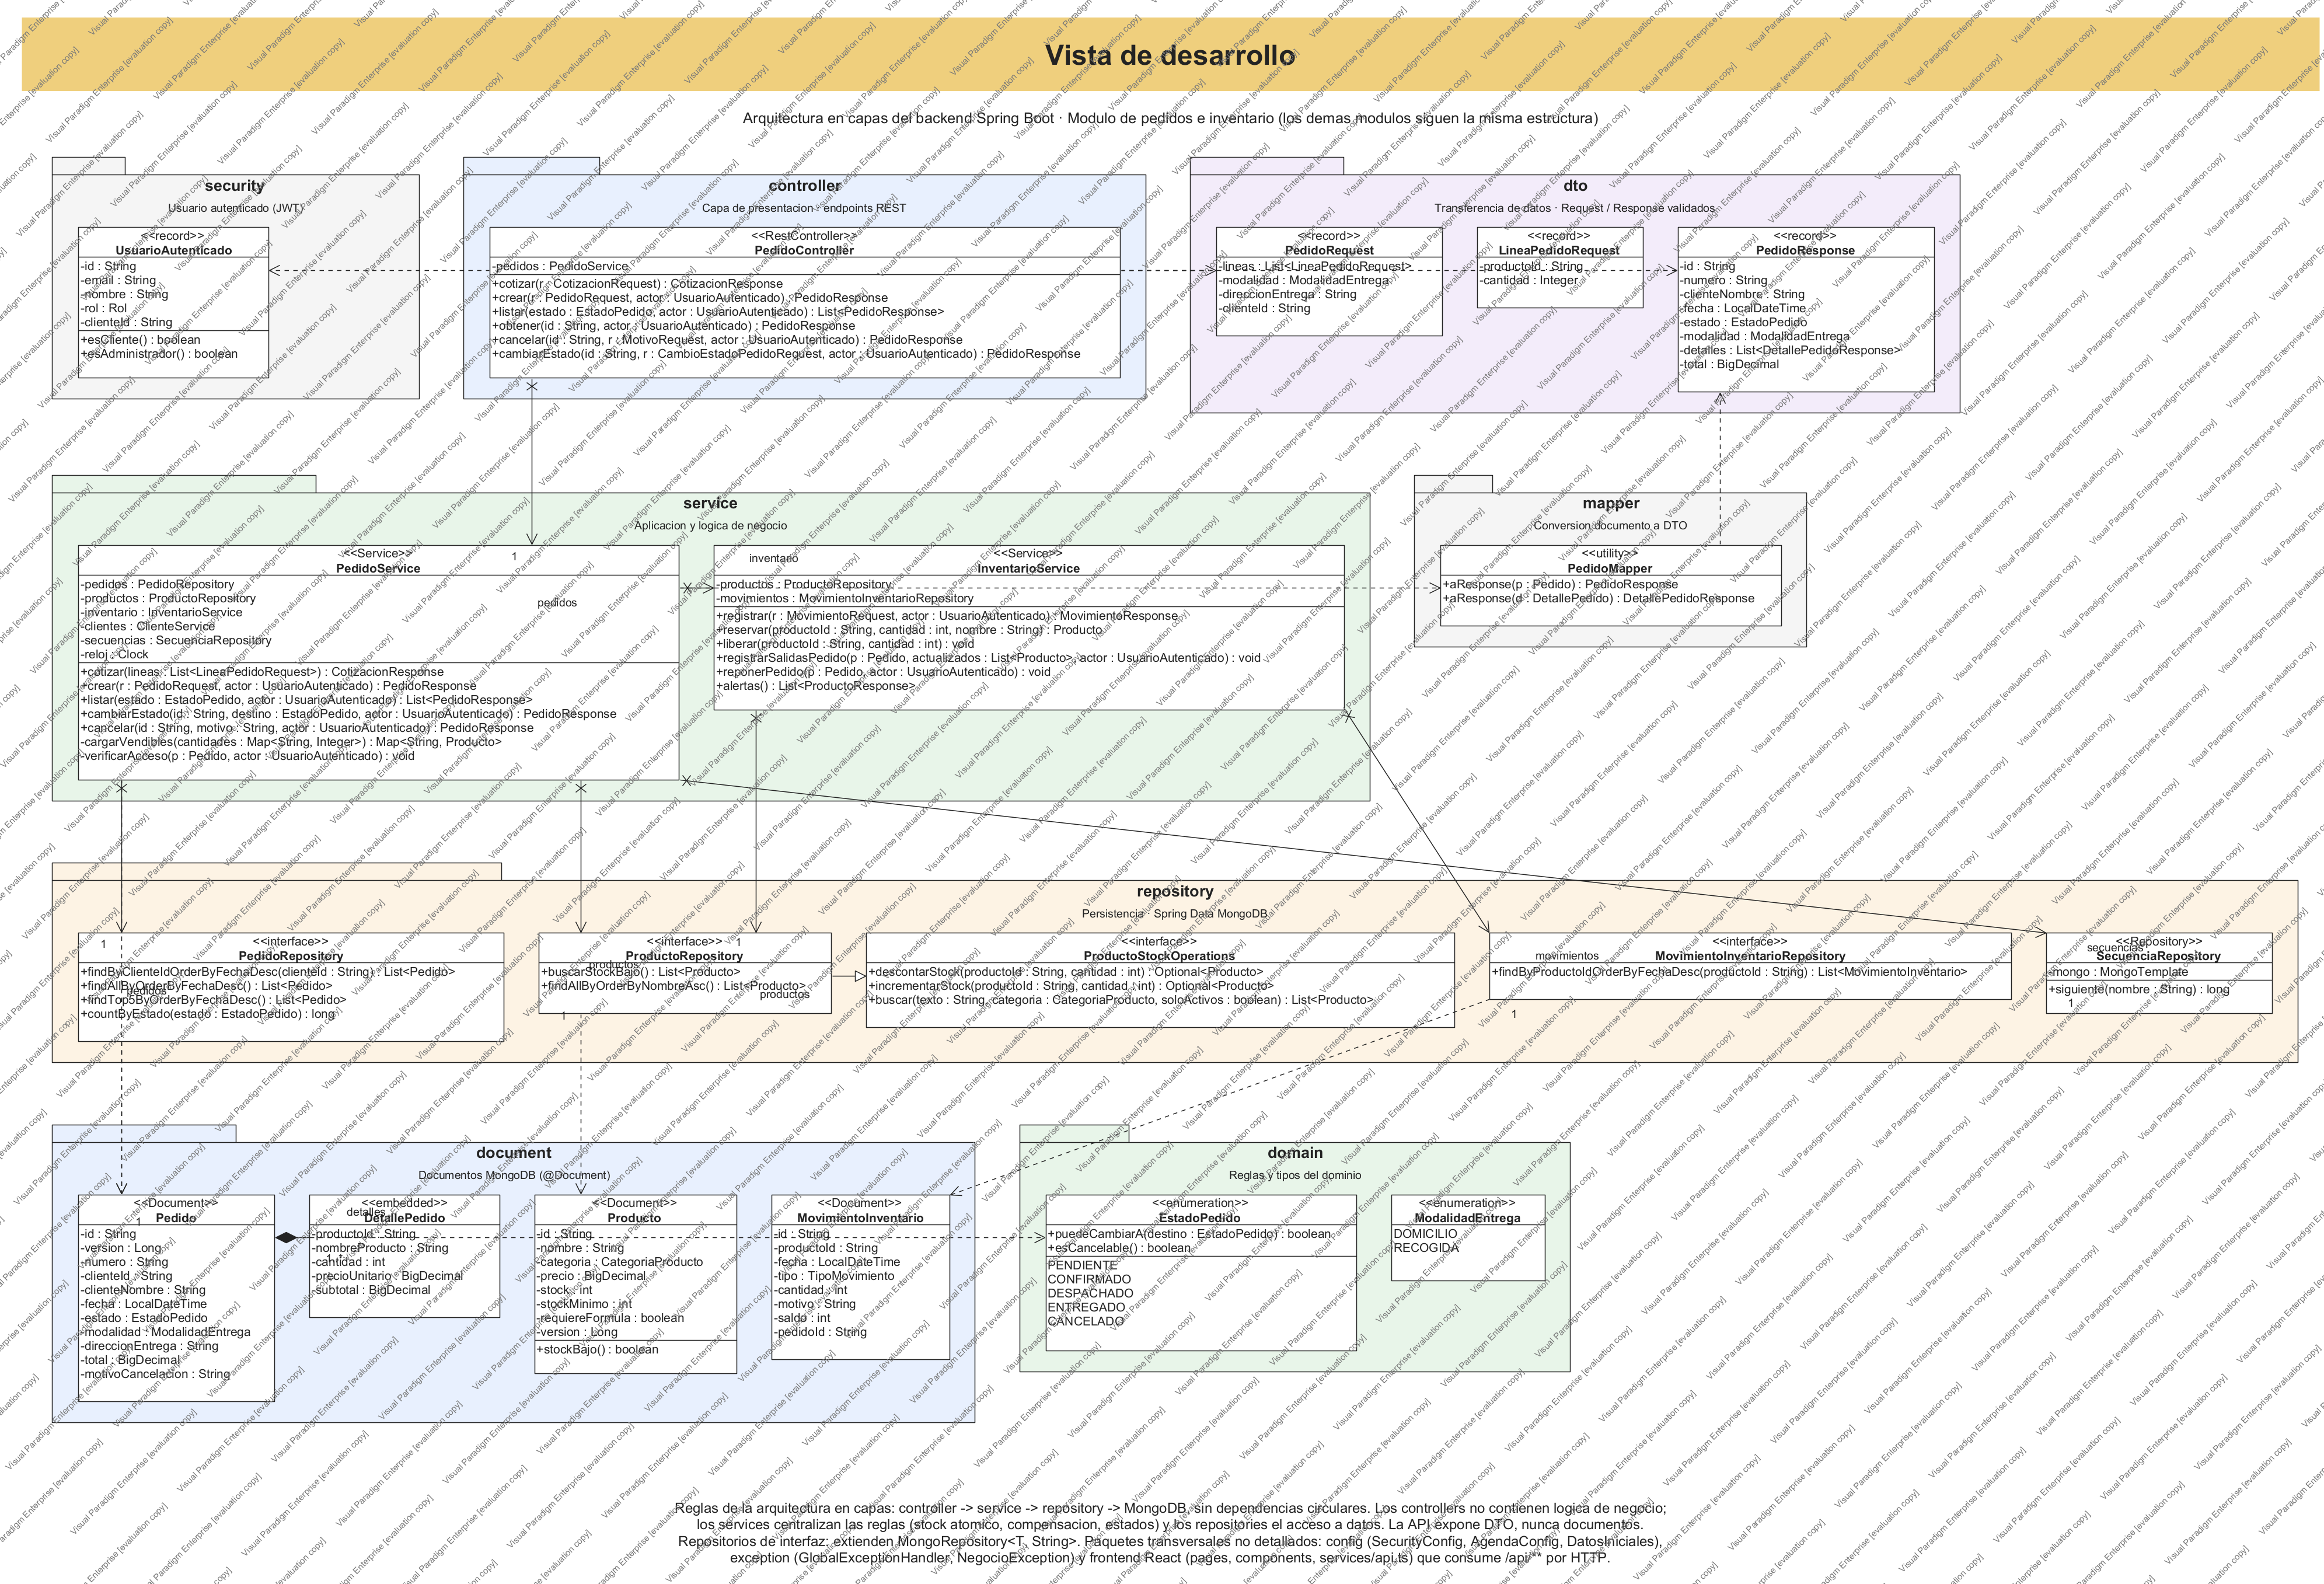 Vista de desarrollo
Arquitectura en capas del backend Spring Boot · Modulo de pedidos e inventario (los demas modulos siguen la misma estructura)
security
Usuario autenticado (JWT)
<<record>>
UsuarioAutenticado
-id : String
-email : String
-nombre : String
-rol : Rol
-clienteId : String
+esCliente() : boolean
+esAdministrador() : boolean
controller
Capa de presentacion · endpoints REST
<<RestController>>
PedidoController
-pedidos : PedidoService
+cotizar(r : CotizacionRequest) : CotizacionResponse
+crear(r : PedidoRequest, actor : UsuarioAutenticado) : PedidoResponse
+listar(estado : EstadoPedido, actor : UsuarioAutenticado) : List<PedidoResponse>
+obtener(id : String, actor : UsuarioAutenticado) : PedidoResponse
+cancelar(id : String, r : MotivoRequest, actor : UsuarioAutenticado) : PedidoResponse
+cambiarEstado(id : String, r : CambioEstadoPedidoRequest, actor : UsuarioAutenticado) : PedidoResponse
dto
Transferencia de datos · Request / Response validados
<<record>>
PedidoRequest
-lineas : List<LineaPedidoRequest>
-modalidad : ModalidadEntrega
-direccionEntrega : String
-clienteId : String
<<record>>
LineaPedidoRequest
-productoId : String
-cantidad : Integer
<<record>>
PedidoResponse
-id : String
-numero : String
-clienteNombre : String
-fecha : LocalDateTime
-estado : EstadoPedido
-modalidad : ModalidadEntrega
-detalles : List<DetallePedidoResponse>
-total : BigDecimal
service
Aplicacion y logica de negocio
<<Service>>
1
PedidoService
-pedidos : PedidoRepository
-productos : ProductoRepository
-inventario : InventarioService
-clientes : ClienteService
-secuencias : SecuenciaRepository
-reloj : Clock
pedidos
+cotizar(lineas : List<LineaPedidoRequest>) : CotizacionResponse
+crear(r : PedidoRequest, actor : UsuarioAutenticado) : PedidoResponse
+listar(estado : EstadoPedido, actor : UsuarioAutenticado) : List<PedidoResponse>
+cambiarEstado(id : String, destino : EstadoPedido, actor : UsuarioAutenticado) : PedidoResponse
+cancelar(id : String, motivo : String, actor : UsuarioAutenticado) : PedidoResponse
-cargarVendibles(cantidades : Map<String, Integer>) : Map<String, Producto>
-verificarAcceso(p : Pedido, actor : UsuarioAutenticado) : void
inventario
<<Service>>
InventarioService
-productos : ProductoRepository
-movimientos : MovimientoInventarioRepository
+registrar(r : MovimientoRequest, actor : UsuarioAutenticado) : MovimientoResponse
+reservar(productoId : String, cantidad : int, nombre : String) : Producto
+liberar(productoId : String, cantidad : int) : void
+registrarSalidasPedido(p : Pedido, actualizados : List<Producto>, actor : UsuarioAutenticado) : void
+reponerPedido(p : Pedido, actor : UsuarioAutenticado) : void
+alertas() : List<ProductoResponse>
mapper
Conversion documento a DTO
<<utility>>
PedidoMapper
+aResponse(p : Pedido) : PedidoResponse
+aResponse(d : DetallePedido) : DetallePedidoResponse
repository
Persistencia · Spring Data MongoDB
1
<<interface>>
PedidoRepository
+findByClienteIdOrderByFechaDesc(clienteId : String) : List<Pedido>
+findAllByOrderByFechaDesc() : List<Pedido>
pedidos
+findTop5ByOrderByFechaDesc() : List<Pedido>
+countByEstado(estado : EstadoPedido) : long
<<interface>>
1
ProductoRepository
productos
+buscarStockBajo() : List<Producto>
+findAllByOrderByNombreAsc() : List<Producto>
productos
1
<<interface>>
ProductoStockOperations
+descontarStock(productoId : String, cantidad : int) : Optional<Producto>
+incrementarStock(productoId : String, cantidad : int) : Optional<Producto>
+buscar(texto : String, categoria : CategoriaProducto, soloActivos : boolean) : List<Producto>
<<interface>>
movimientos
MovimientoInventarioRepository
+findByProductoIdOrderByFechaDesc(productoId : String) : List<MovimientoInventario>
1
<<Repository>>
secuencias
SecuenciaRepository
-mongo : MongoTemplate
+siguiente(nombre : String) : long
1
document
Documentos MongoDB (@Document)
<<Document>>
Pedido
1
-id : String
-version : Long
-numero : String
-clienteId : String
-clienteNombre : String
-fecha : LocalDateTime
-estado : EstadoPedido
-modalidad : ModalidadEntrega
-direccionEntrega : String
-total : BigDecimal
-motivoCancelacion : String
<<embedded>>
detalles
DetallePedido
-productoId : String
-nombreProducto : String
1..*
-cantidad : int
-precioUnitario : BigDecimal
-subtotal : BigDecimal
<<Document>>
Producto
-id : String
-nombre : String
-categoria : CategoriaProducto
-precio : BigDecimal
-stock : int
-stockMinimo : int
-requiereFormula : boolean
-version : Long
+stockBajo() : boolean
<<Document>>
MovimientoInventario
-id : String
-productoId : String
-fecha : LocalDateTime
-tipo : TipoMovimiento
-cantidad : int
-motivo : String
-saldo : int
-pedidoId : String
domain
Reglas y tipos del dominio
<<enumeration>>
EstadoPedido
+puedeCambiarA(destino : EstadoPedido) : boolean
+esCancelable() : boolean
PENDIENTE
CONFIRMADO
DESPACHADO
ENTREGADO
CANCELADO
<<enumeration>>
ModalidadEntrega
DOMICILIO
RECOGIDA
Reglas de la arquitectura en capas: controller -> service -> repository -> MongoDB, sin dependencias circulares. Los controllers no contienen logica de negocio;
los services centralizan las reglas (stock atomico, compensacion, estados) y los repositories el acceso a datos. La API expone DTO, nunca documentos.
Repositorios de interfaz: extienden MongoRepository<T, String>. Paquetes transversales no detallados: config (SecurityConfig, AgendaConfig, DatosIniciales),
exception (GlobalExceptionHandler, NegocioException) y frontend React (pages, components, services/api.ts) que consume /api/** por HTTP.
Visual Paradigm Enterprise [evaluation copy]